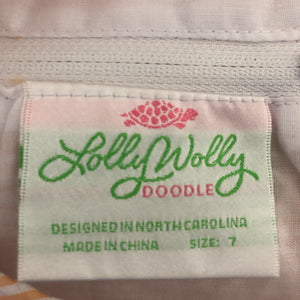 Lolly Wolly
DOODLE
DESIGNED IN NORTH CAROLINA
MADE IN CHINA SIZE: 7